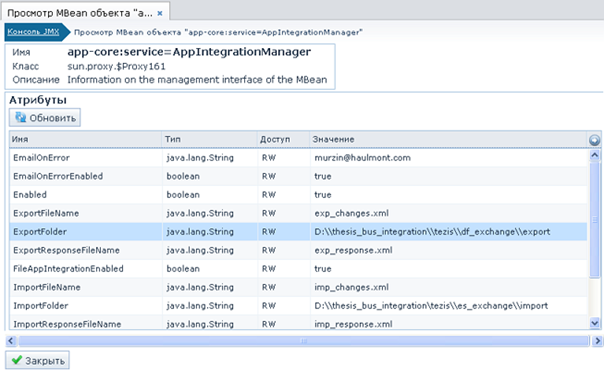 Просмотр MBean объекта "a...
Консоль JMX Просмотр MBean объекта "app-core:service=AppIntegrationManager"
Имя app-core:service=AppIntegrationManager
Класс sun.proxy.$Proxy161
Описание Information on the management interface of the MBean
Атрибуты
Обновить
Имя Тип Доступ Значение
EmailOnError java.lang.String RW murzin@haulmont.com
EmailOnErrorEnabled boolean RW true
Enabled boolean RW true
ExportFileName java.lang.String RW exp_changes.xml
ExportFolder java.lang.String RW D:\\thesis_bus_integration\\tezis\\df_exchange\\export
ExportResponseFileName java.lang.String RW exp_response.xml
FileAppIntegrationEnabled boolean RW true
ImportFileName java.lang.String RW imp_changes.xml
ImportFolder java.lang.String RW D:\\thesis_bus_integration\tezis\\es_exchange\\import
ImportResponseFileName java.lang.String RW imp_response.xml
Закрыть